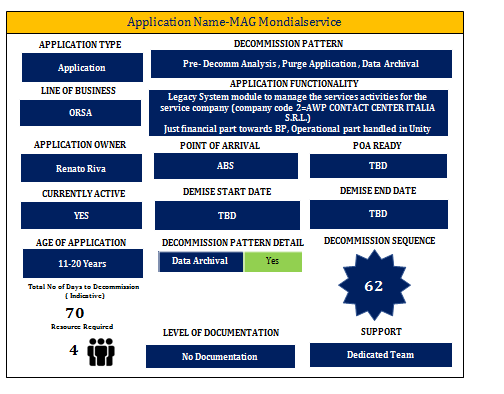 Application Name-MAG Mondialservice
APPLICATION TYPE
Application
DECOMMISSION PATTERN
Pre- Decomm Analysis , Purge Application , Data Archival
LINE OF BUSINESS
ORSA
APPLICATION FUNCTIONALITY
Legacy System module to manage the services activities for the
service company (company code 2=AWP CONTACT CENTER ITALIA
S.R.L.)
Just financial part towards BP, Operational part handled in Unity
APPLICATION OWNER
Renato Riva
POINT OF ARRIVAL
ABS
POA READY
TBD
CURRENTLY ACTIVE
YES
DEMISE START DATE
TBD
DEMISE END DATE
TBD
AGE OF APPLICATION
11-20 Years
DECOMMISSION PATTERN DETAIL
Data Archival
Yes
DECOMMISSION SEQUENCE
62
Total No of Days to Decommission
( Indicative)
70
Resource Required
4
LEVEL OF DOCUMENTATION
No Documentation
SUPPORT
Dedicated Team